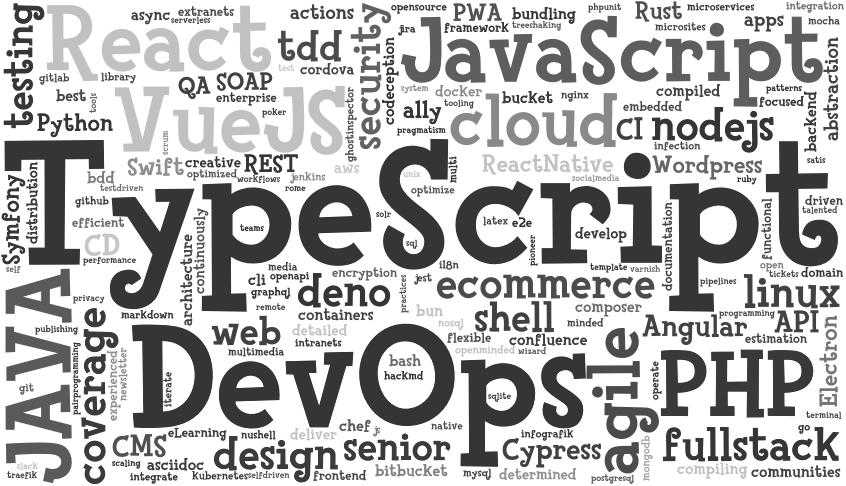 testing
React
async
extranets
serverless
actions
security
opensource
PWA
bundling
phpunit
Rust
microservices
integration
tdd
jira
framework
treeshaking
microsites
apps
mocha
JavaScript
gitlab
library
test
cordova
codeception
abstraction
best
tools
QA
SOAP
enterprise
poker
system
docker
bucket
nginx
compiled
patterns
focused
backend
Python
VueJS
scrum
ghostinspector
ally
tooling
pragmatism
cloud
embedded
CI
nodejs
infection
satis
Swift
creative
optimized
REST
workflows
jenkins
rome
aws
unix
multi
ReactNative
socialmedia
Wordpress
ruby
bdd
testdriven
github
optimize
TypeScript
Symfony
distribution
efficient
CD
performance
self
architecture
continuously
teams
solr
sql
latex
e2e
pioneer
develop
documentation
functional
driven
talented
open
tickets
domain
media
openapi
encryption
il8n
template
varnish
pipelines
JAVA
privacy
cli
graphql
remote
deno
practices
jest
ecommerce
linux
markdown
containers
bun
nosql
shell
composer
minded
programming
API
publishing
pairprogramming
coverage
web
multimedia
detailed
intranets
flexible
openminded
confluence
wizard
Angular
estimation
Electron
git
experienced
newsletter
DevOps
iterate
bash
hackmd
sqlite
agile
operate
PHP
terminal
go
CMS
scaling
eLearning
nushell
deliver
chef
js
native
infografik
fullstack
slack
traefik
asciidoc
integrate
design
Kubernetes
selfdriven
senior
frontend
bitbucket
mysql
Cypress
determined
postgresql
mongodb
compiling
communities